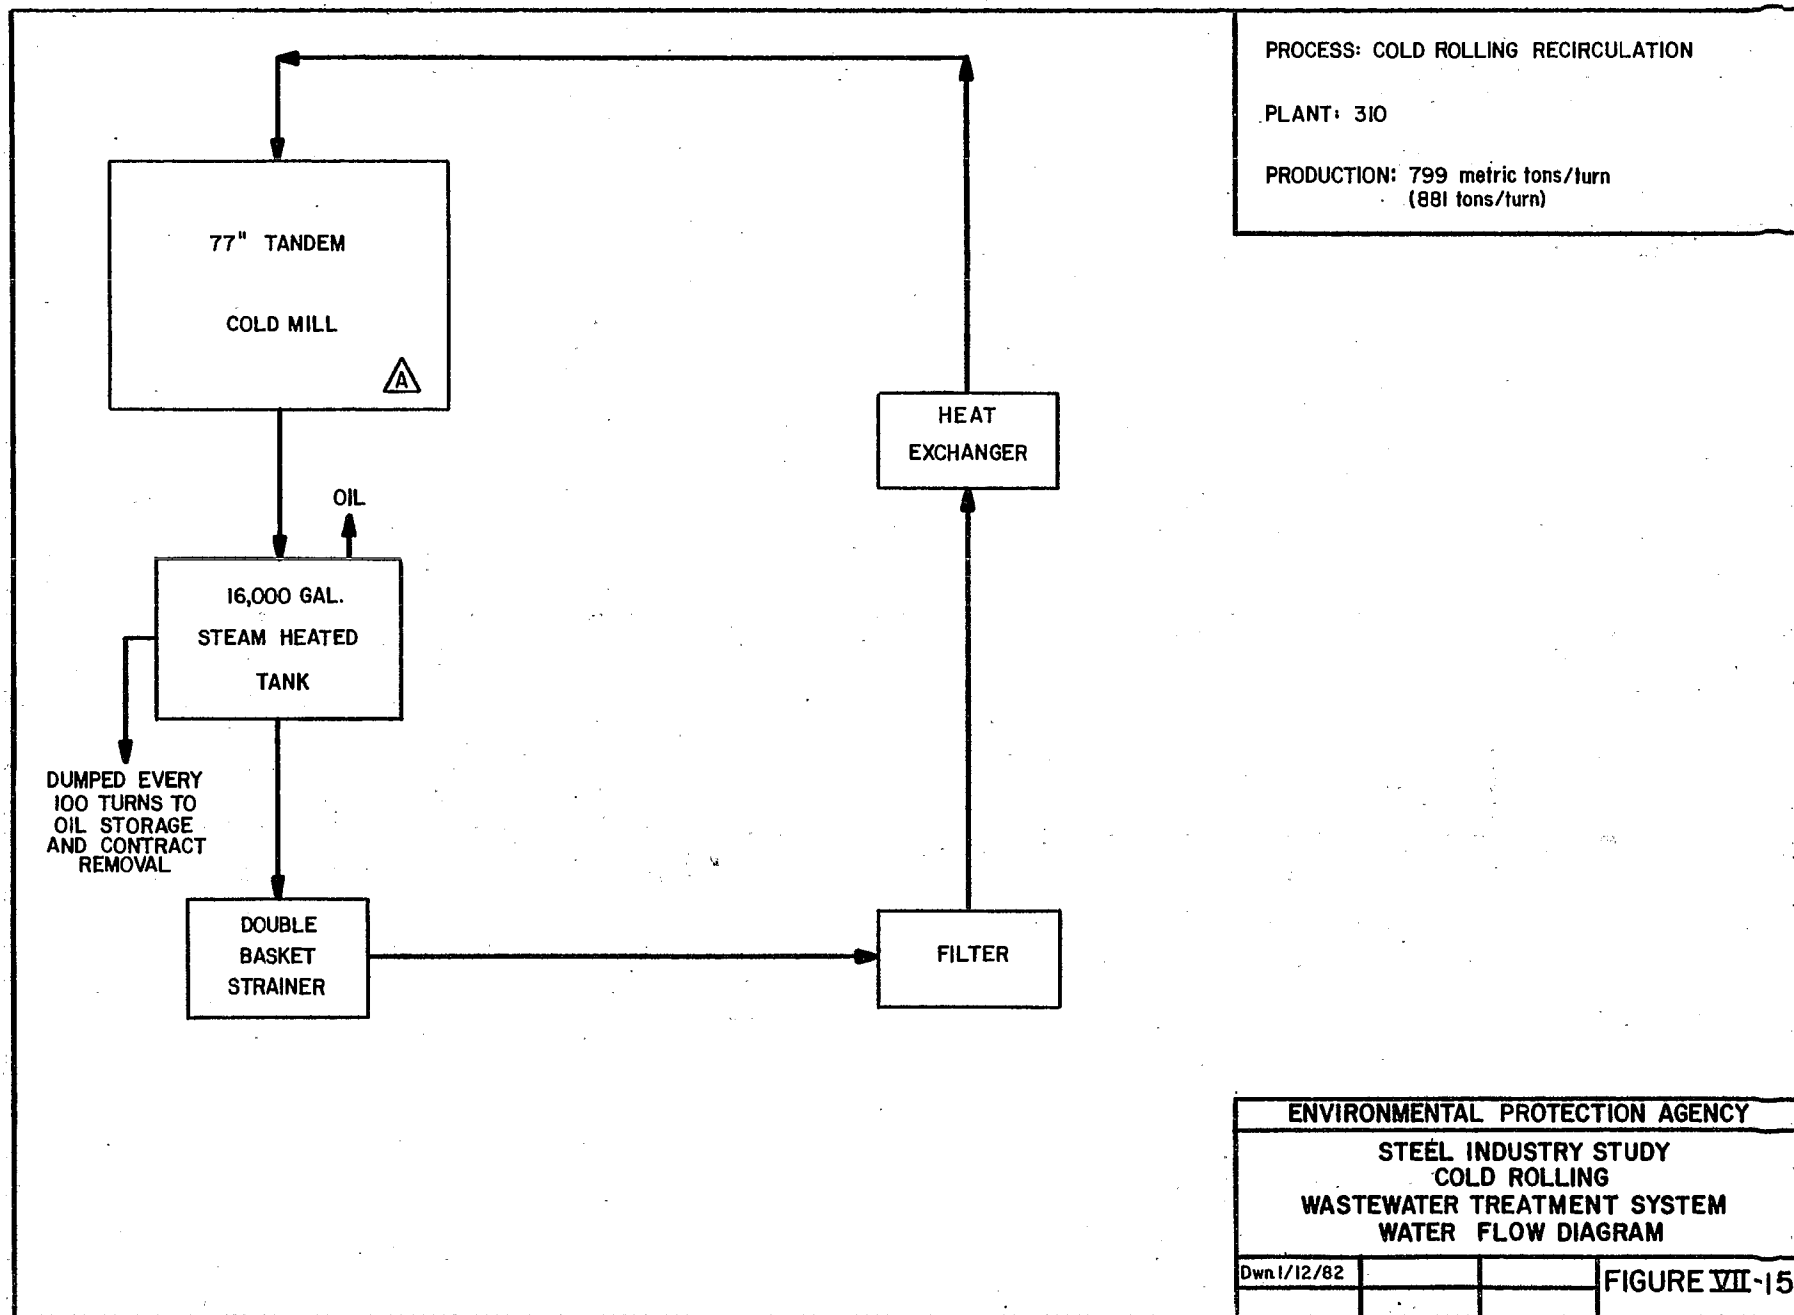 PROCESS: COLD ROLLING RECIRCULATION
PLANT: 310
PRODUCTION: 799 metric tons/turn
(881 tons/turn)
77" TANDEM
COLD MILL
A
HEAT
EXCHANGER
OIL
16,000 GAL.
STEAM HEATED
TANK
DUMPED EVERY
100 TURNS TO
OIL STORAGE
AND CONTRACT
REMOVAL
DOUBLE
BASKET
STRAINER
FILTER
ENVIRONMENTAL PROTECTION AGENCY
STEEL INDUSTRY STUDY
COLD ROLLING
WASTEWATER TREATMENT SYSTEM
WATER FLOW DIAGRAM
Dwn.1/12/82
FIGURE VII-15